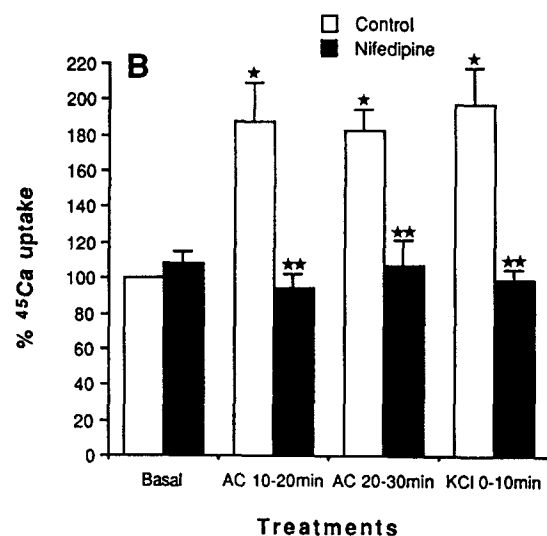 Control
Nifedipine
B
220
200
180
160
140
120
100
80
60
40
20
0
% ⁴⁵Ca uptake
★
★
★
★★
★★
★★
Basal
AC 10-20min
AC 20-30min
KCl 0-10min
Treatments